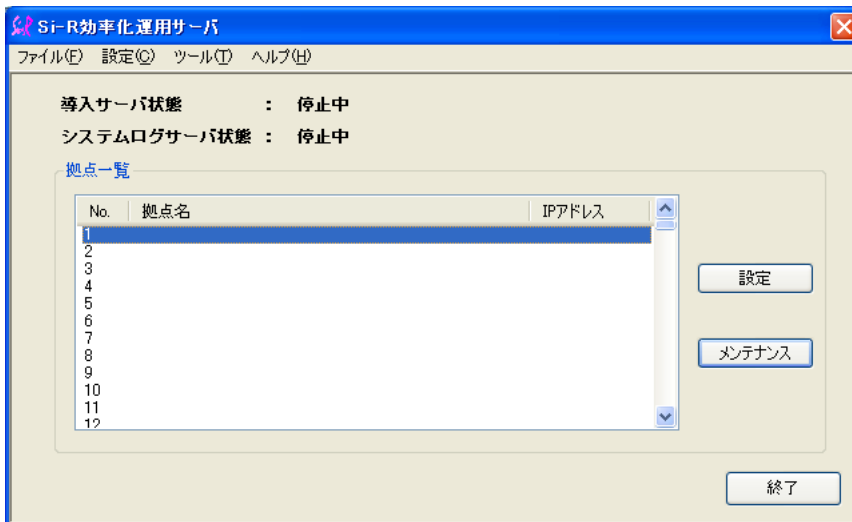 Si-R効率化運用サーバ
ファイル(F) 設定(C) ツール(T) ヘルプ(H)
導入サーバ状態 : 停止中
システムログサーバ状態 : 停止中
拠点一覧
No. 拠点名 IPアドレス
1
2
3
4
5
6
7
8
9
10
11
12
設定
メンテナンス
終了